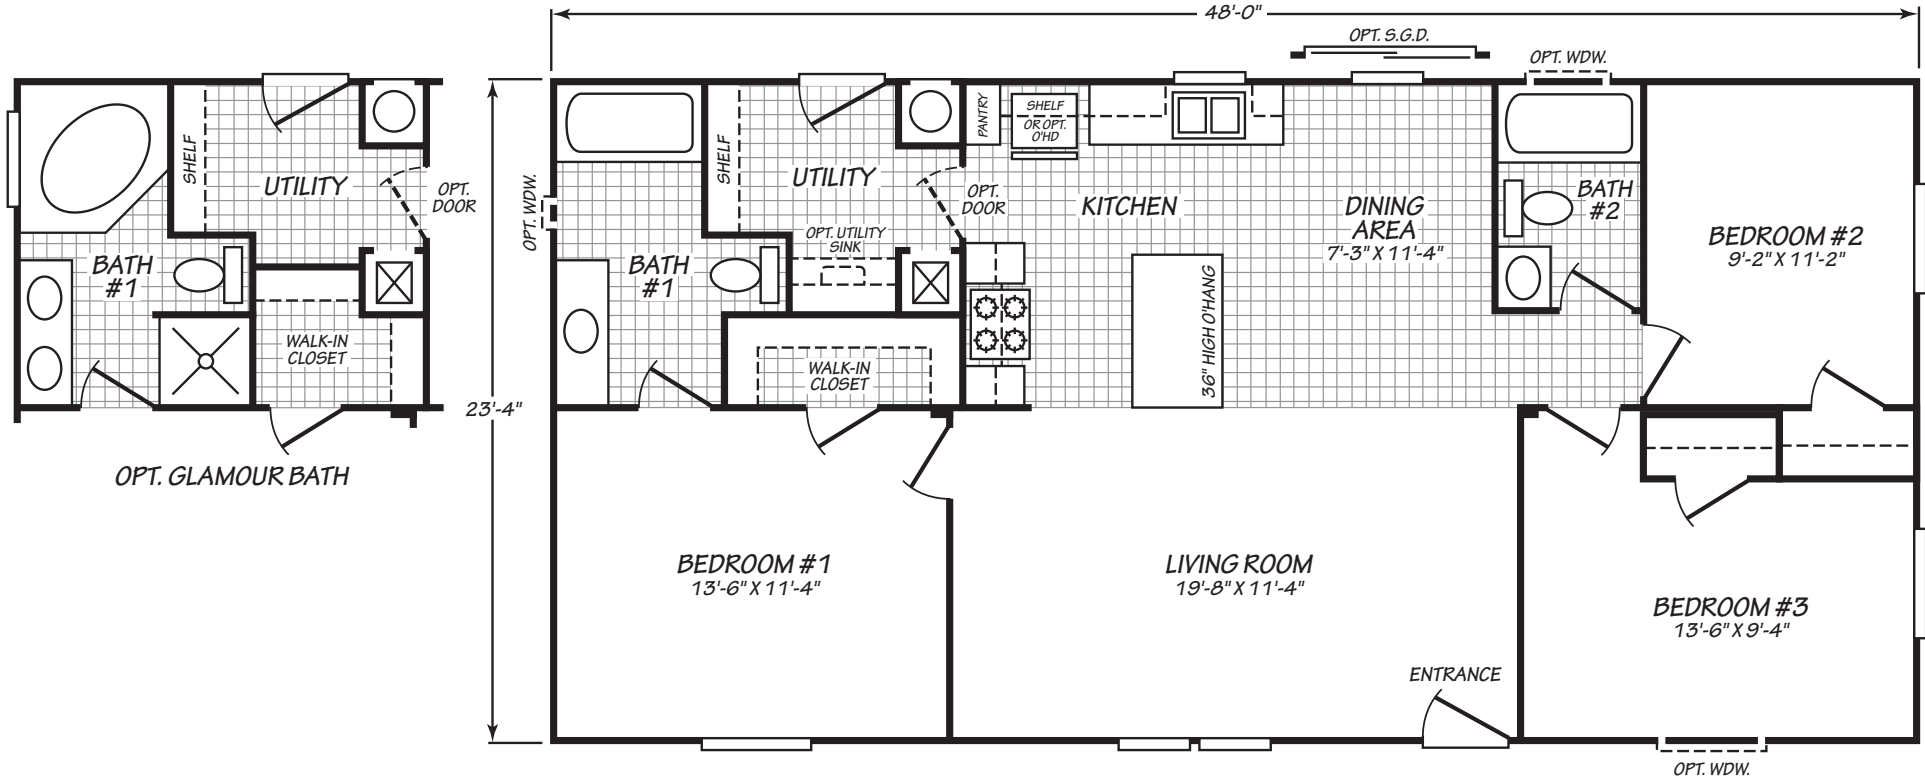 48'-0"
OPT. S.G.D.
OPT. WDW.
SHELF
UTILITY
OPT.
DOOR
BATH
#1
WALK-IN
CLOSET
OPT. GLAMOUR BATH
23'-4"
OPT. WDW.
SHELF
UTILITY
OPT. UTILITY
SINK
OPT.
DOOR
BATH
#1
WALK-IN
CLOSET
PANTRY
SHELF
OR OPT.
O'HD
KITCHEN
36" HIGH O'HANG
DINING
AREA
7'-3" X 11'-4"
BATH
#2
BEDROOM #2
9'-2" X 11'-2"
BEDROOM #1
13'-6" X 11'-4"
LIVING ROOM
19'-8" X 11'-4"
BEDROOM #3
13'-6" X 9'-4"
ENTRANCE
OPT. WDW.